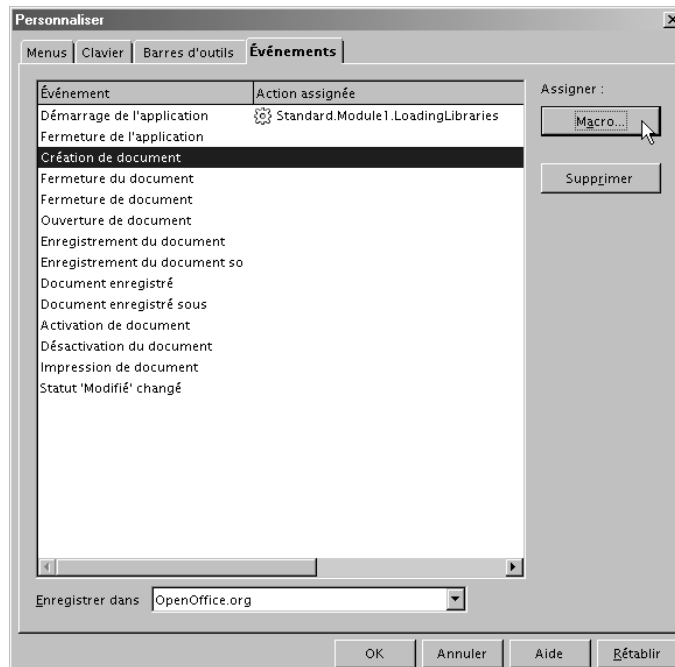 Personnaliser
Menus Clavier Barres d'outils Événements
Événement Action assignée
Assigner :
Démarrage de l'application Standard.Module1.LoadingLibraries
Macro...
Fermeture de l'application
Création de document
Fermeture du document
Supprimer
Fermeture de document
Ouverture de document
Enregistrement du document
Enregistrement du document so
Document enregistré
Document enregistré sous
Activation de document
Désactivation du document
Impression de document
Statut 'Modifié' changé
Enregistrer dans OpenOffice.org
OK Annuler Aide Rétablir